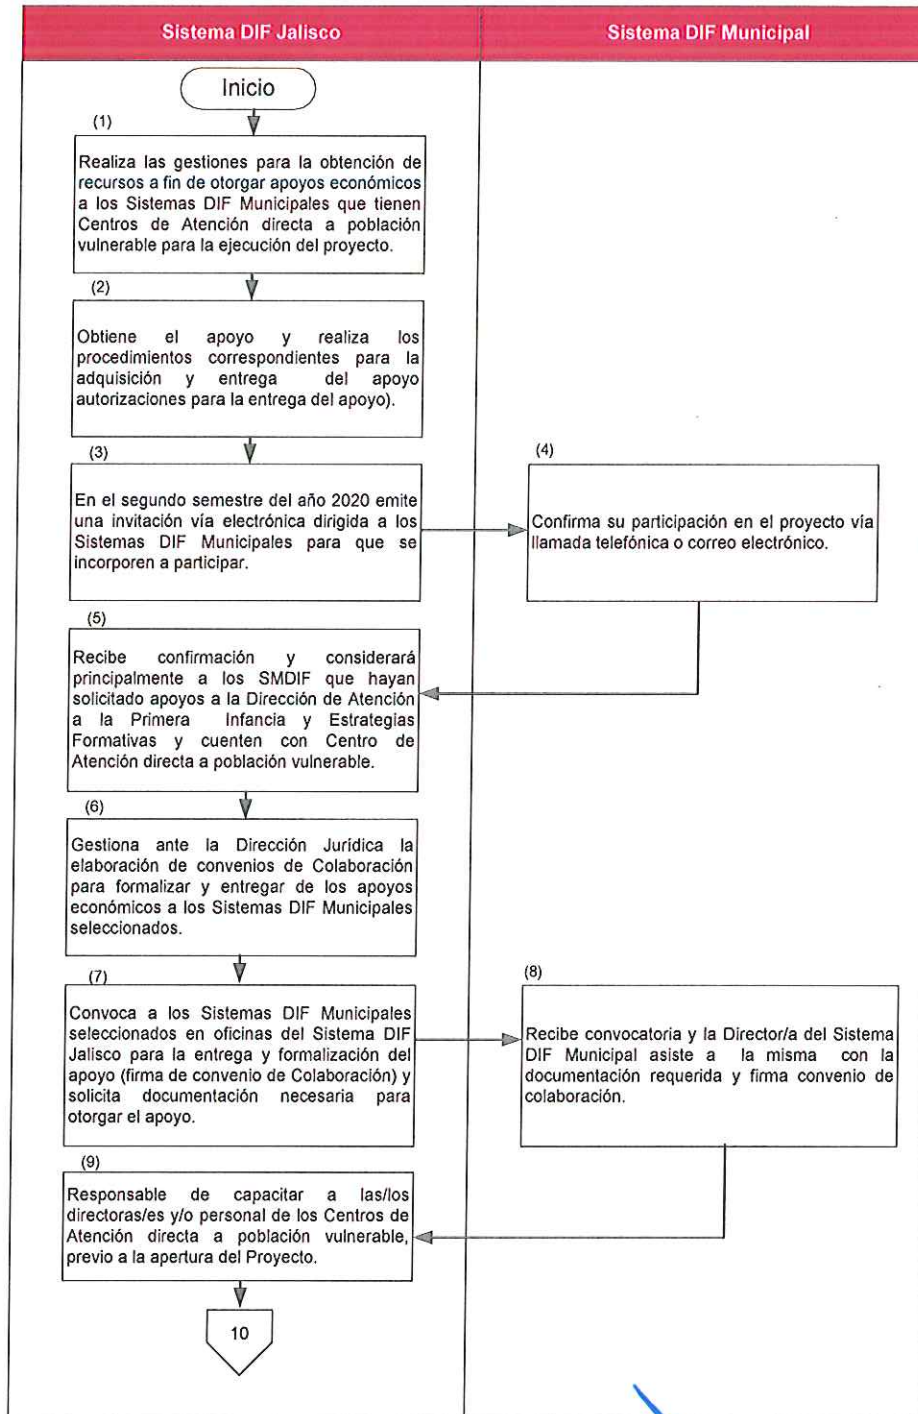 Sistema DIF Jalisco
Sistema DIF Municipal
Inicio
(1)
Realiza las gestiones para la obtención de
recursos a fin de otorgar apoyos económicos
a los Sistemas DIF Municipales que tienen
Centros de Atención directa a población
vulnerable para la ejecución del proyecto.
(2)
Obtiene el apoyo y realiza los
procedimientos correspondientes para la
adquisición y entrega del apoyo
autorizaciones para la entrega del apoyo).
(3)
En el segundo semestre del año 2020 emite
una invitación vía electrónica dirigida a los
Sistemas DIF Municipales para que se
incorporen a participar.
(4)
Confirma su participación en el proyecto vía
llamada telefónica o correo electrónico.
(5)
Recibe confirmación y considerará
principalmente a los SMDIF que hayan
solicitado apoyos a la Dirección de Atención
a la Primera Infancia y Estrategias
Formativas y cuenten con Centro de
Atención directa a población vulnerable.
(6)
Gestiona ante la Dirección Jurídica la
elaboración de convenios de Colaboración
para formalizar y entregar de los apoyos
económicos a los Sistemas DIF Municipales
seleccionados.
(7)
Convoca a los Sistemas DIF Municipales
seleccionados en oficinas del Sistema DIF
Jalisco para la entrega y formalización del
apoyo (firma de convenio de Colaboración) y
solicita documentación necesaria para
otorgar el apoyo.
(8)
Recibe convocatoria y la Director/a del Sistema
DIF Municipal asiste a la misma con la
documentación requerida y firma convenio de
colaboración.
(9)
Responsable de capacitar a las/los
directoras/es y/o personal de los Centros de
Atención directa a población vulnerable,
previo a la apertura del Proyecto.
10